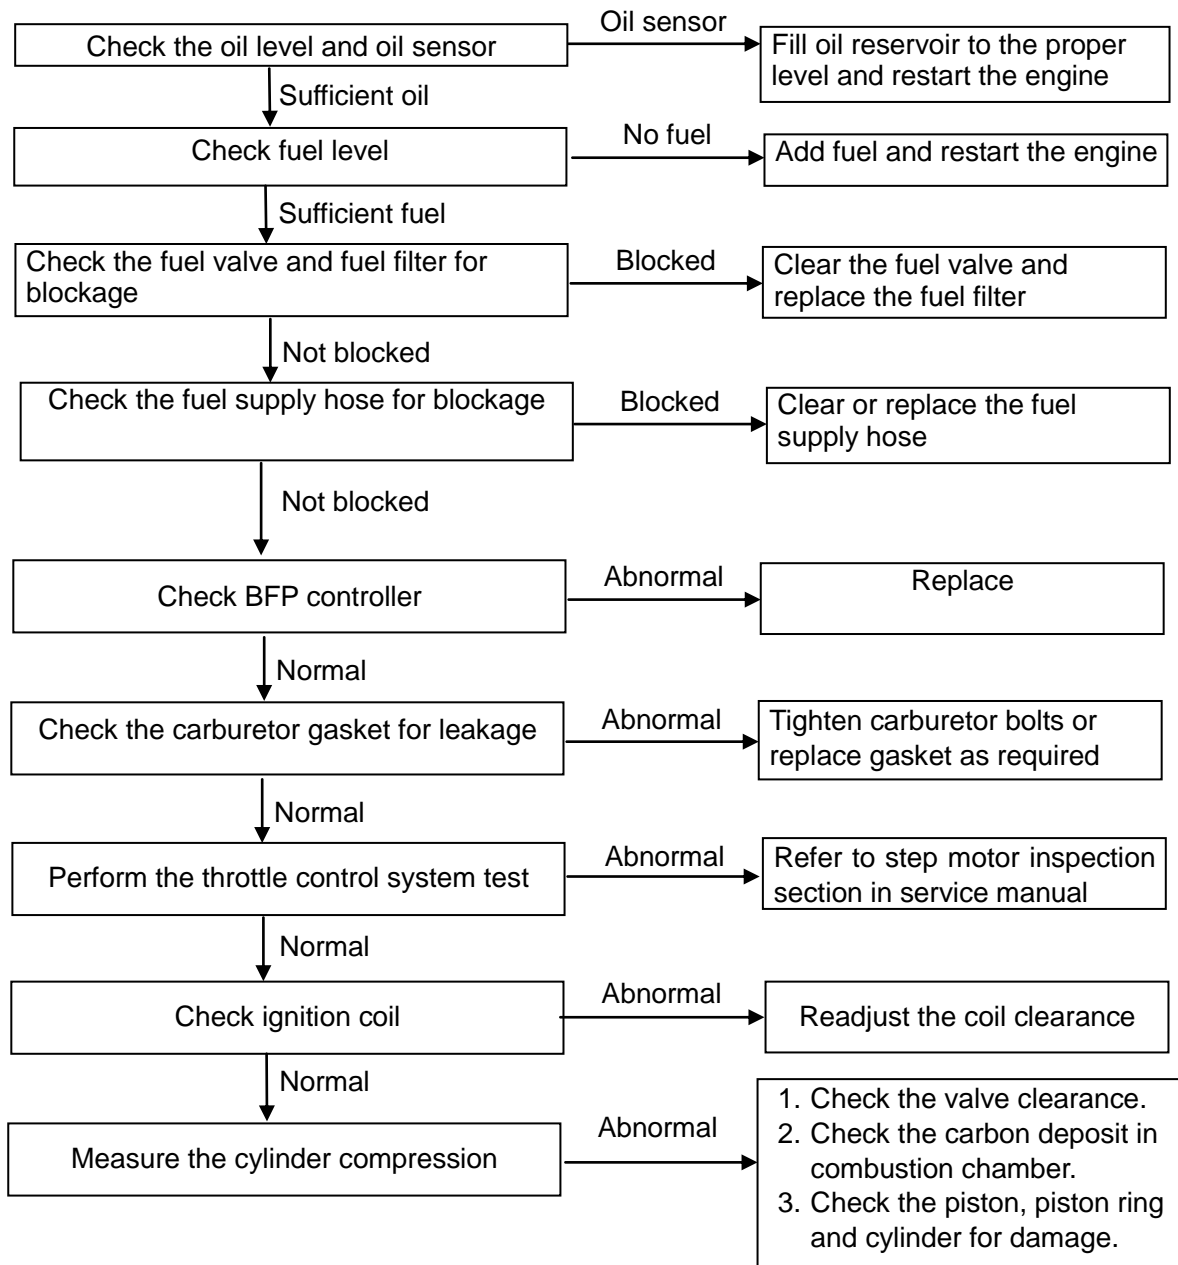 Check the oil level and oil sensor
Oil sensor
Fill oil reservoir to the proper
level and restart the engine
Sufficient oil
Check fuel level
No fuel
Add fuel and restart the engine
Sufficient fuel
Check the fuel valve and fuel filter for
blockage
Blocked
Clear the fuel valve and
replace the fuel filter
Not blocked
Check the fuel supply hose for blockage
Blocked
Clear or replace the fuel
supply hose
Not blocked
Check BFP controller
Abnormal
Replace
Normal
Check the carburetor gasket for leakage
Abnormal
Tighten carburetor bolts or
replace gasket as required
Normal
Perform the throttle control system test
Abnormal
Refer to step motor inspection
section in service manual
Normal
Check ignition coil
Abnormal
Readjust the coil clearance
Normal
Measure the cylinder compression
Abnormal
1. Check the valve clearance.
2. Check the carbon deposit in
combustion chamber.
3. Check the piston, piston ring
and cylinder for damage.